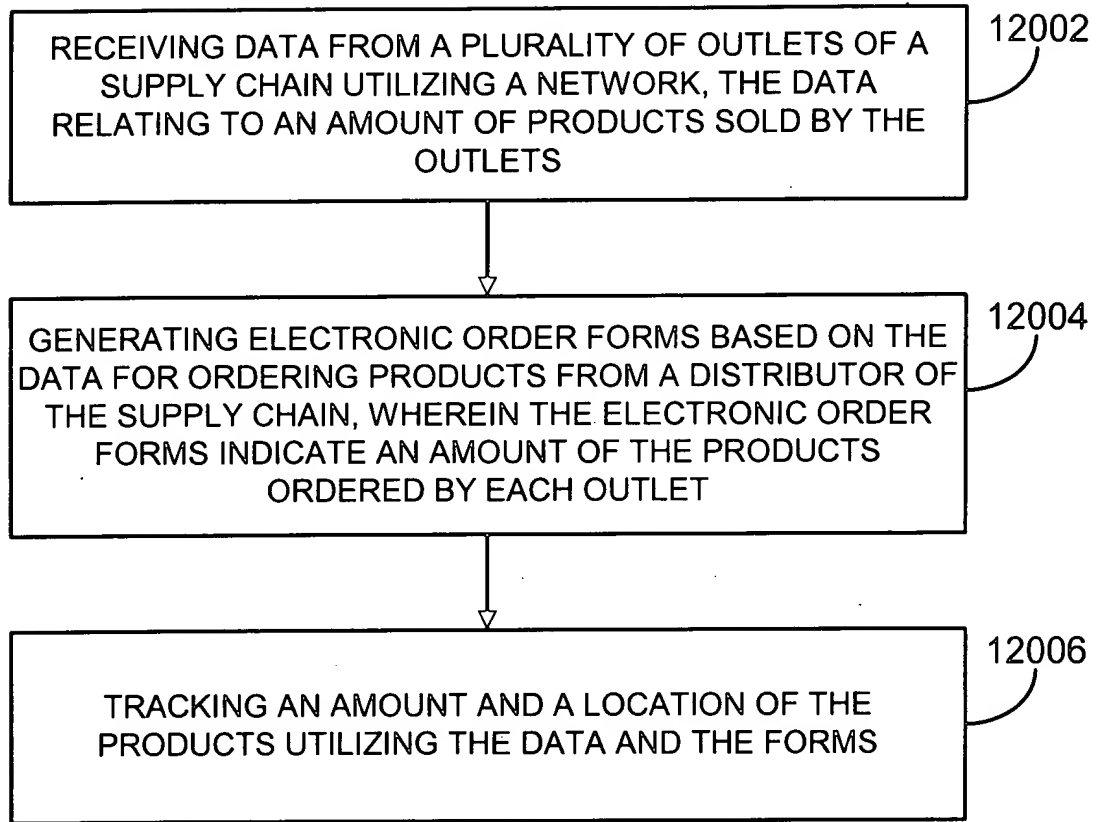 RECEIVING DATA FROM A PLURALITY OF OUTLETS OF A
SUPPLY CHAIN UTILIZING A NETWORK, THE DATA
RELATING TO AN AMOUNT OF PRODUCTS SOLD BY THE
OUTLETS
12002
GENERATING ELECTRONIC ORDER FORMS BASED ON THE
DATA FOR ORDERING PRODUCTS FROM A DISTRIBUTOR OF
THE SUPPLY CHAIN, WHEREIN THE ELECTRONIC ORDER
FORMS INDICATE AN AMOUNT OF THE PRODUCTS
ORDERED BY EACH OUTLET
12004
TRACKING AN AMOUNT AND A LOCATION OF THE
PRODUCTS UTILIZING THE DATA AND THE FORMS
12006